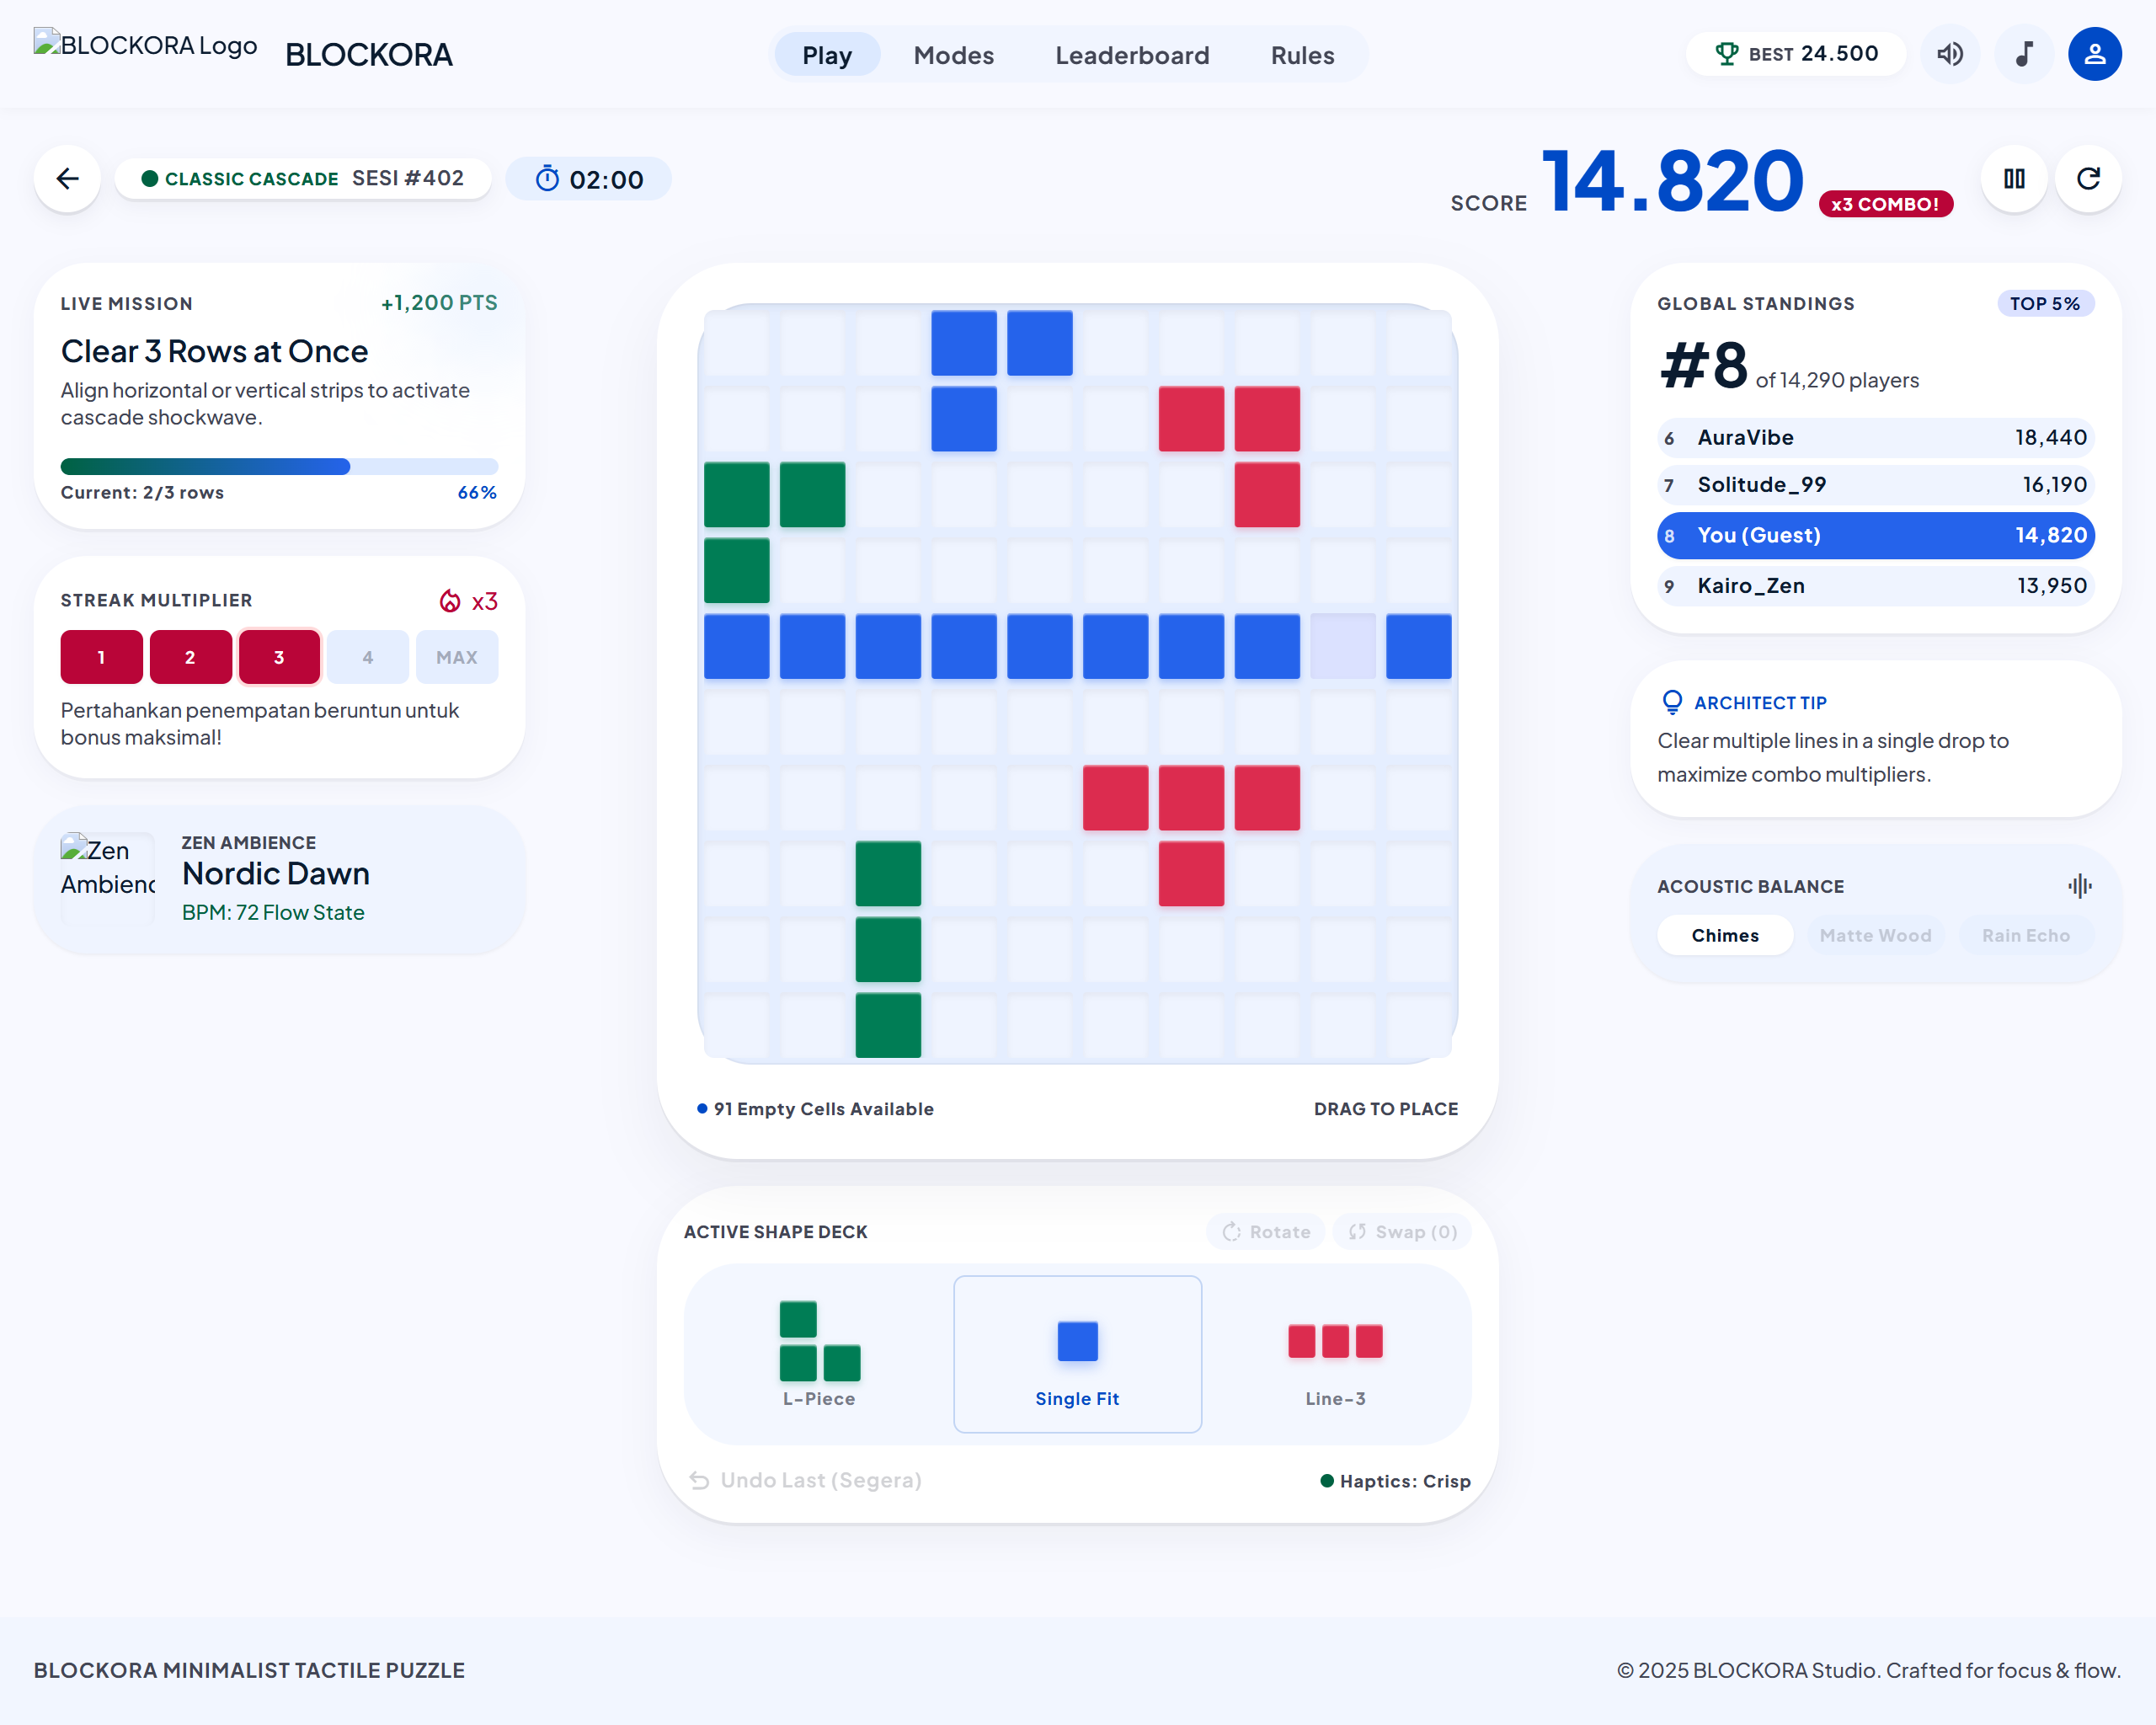 BLOCKORA Logo
BLOCKORA
Play
Modes
Leaderboard
Rules
BEST 24.500
CLASSIC CASCADE SESI #402
02:00
SCORE 14.820 x3 COMBO!
LIVE MISSION
+1,200 PTS
Clear 3 Rows at Once
Align horizontal or vertical strips to activate
cascade shockwave.
Current: 2/3 rows
66%
STREAK MULTIPLIER
x3
1
2
3
4
MAX
Pertahankan penempatan beruntun untuk
bonus maksimal!
Zen
Ambienc
ZEN AMBIENCE
Nordic Dawn
BPM: 72 Flow State
91 Empty Cells Available
DRAG TO PLACE
ACTIVE SHAPE DECK
Rotate
Swap (0)
L-Piece
Single Fit
Line-3
Undo Last (Segera)
Haptics: Crisp
GLOBAL STANDINGS
TOP 5%
#8 of 14,290 players
6 AuraVibe 18,440
7 Solitude_99 16,190
8 You (Guest) 14,820
9 Kairo_Zen 13,950
ARCHITECT TIP
Clear multiple lines in a single drop to
maximize combo multipliers.
ACOUSTIC BALANCE
Chimes
Matte Wood
Rain Echo
BLOCKORA MINIMALIST TACTILE PUZZLE
© 2025 BLOCKORA Studio. Crafted for focus & flow.